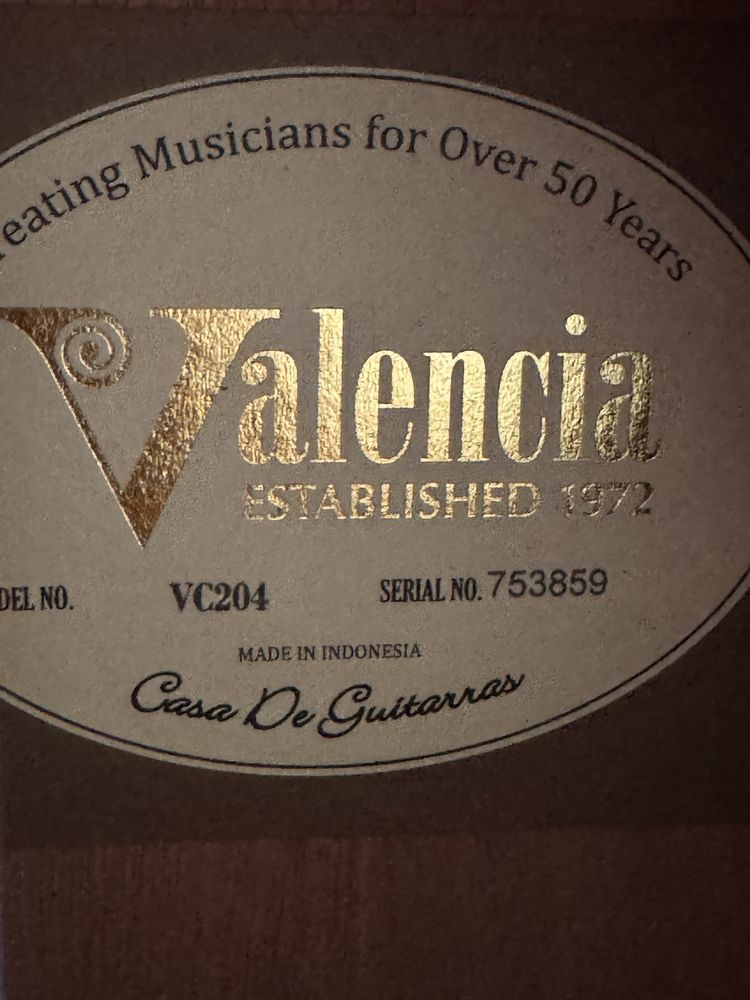 reating Musicians for Over 50 Years
Valencia
ESTABLISHED 1972
DEL NO. VC204 SERIAL NO. 753859
MADE IN INDONESIA
Casa De Guitarras